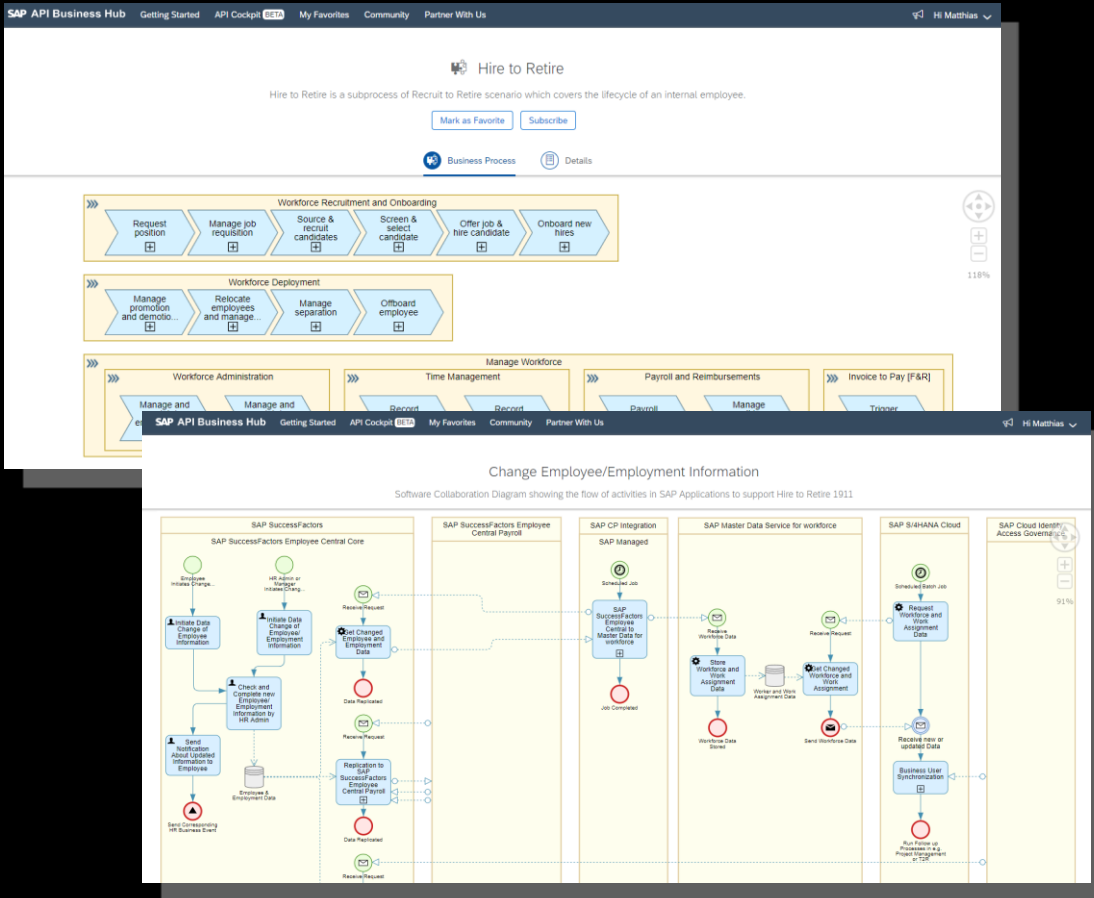 SAP API Business Hub Getting Started API Cockpit BETA My Favorites Community Partner With Us Hi Matthias
Hire to Retire
Hire to Retire is a subprocess of Recruit to Retire scenario which covers the lifecycle of an internal employee.
Mark as Favorite Subscribe
Business Process Details
Workforce Recruitment and Onboarding
Request
position
Manage job
requisition
Source &
recruit
candidates
Screen &
select
candidate
Offer job &
hire candidate
Onboard new
hires
118%
Workforce Deployment
Manage
promotion
and demotio...
Relocate
employees
and manage...
Manage
separation
Offboard
employee
Manage Workforce
Workforce Administration
Manage and
Manage and
Time Management
Record
Record
Payroll and Reimbursements
Payroll
Manage
Invoice to Pay [F&R]
Trigger
SAP API Business Hub Getting Started API Cockpit BETA My Favorites Community Partner With Us Hi Matthias
Change Employee/Employment Information
Software Collaboration Diagram showing the flow of activities in SAP Applications to support Hire to Retire 1911
SAP SuccessFactors
SAP SuccessFactors Employee Central Core
Employee
Initiates Change...
HR Admin or
Manager
Initiates Chang...
Initiate Data
Change of
Employee
Information
Initiate Data
Change of
Employee/
Employment
Information
Check and
Complete new
Employee/
Employment
Information by
HR Admin
Send
Notification
About Updated
Information to
Employee
Employee &
Employment Data
Send Corresponding
HR Business Event
Receive Request
Get Changed
Employee and
Employment
Data
Data Replicated
Receive Request
Replication to
SAP
SuccessFactors
Employee
Central Payroll
Data Replicated
Receive Request
SAP SuccessFactors Employee
Central Payroll
SAP CP Integration
SAP Managed
Scheduled Job
SAP
SuccessFactors
Employee
Central to
Master Data for
workforce
Job Completed
SAP Master Data Service for workforce
Receive
Workforce Data
Store
Workforce and
Work
Assignment
Data
Workforce Data
Stored
Worker and Work
Assignment Data
Receive Request
Get Changed
Workforce and
Work
Assignment
Send Workforce Data
SAP S/4HANA Cloud
Scheduled Batch Job
Request
Workforce and
Work
Assignment
Data
Receive new or
updated Data
Business User
Synchronization
Run Follow up
Processes in e.g.
Project Management
or T2R
SAP Cloud Identity
Access Governance
91%